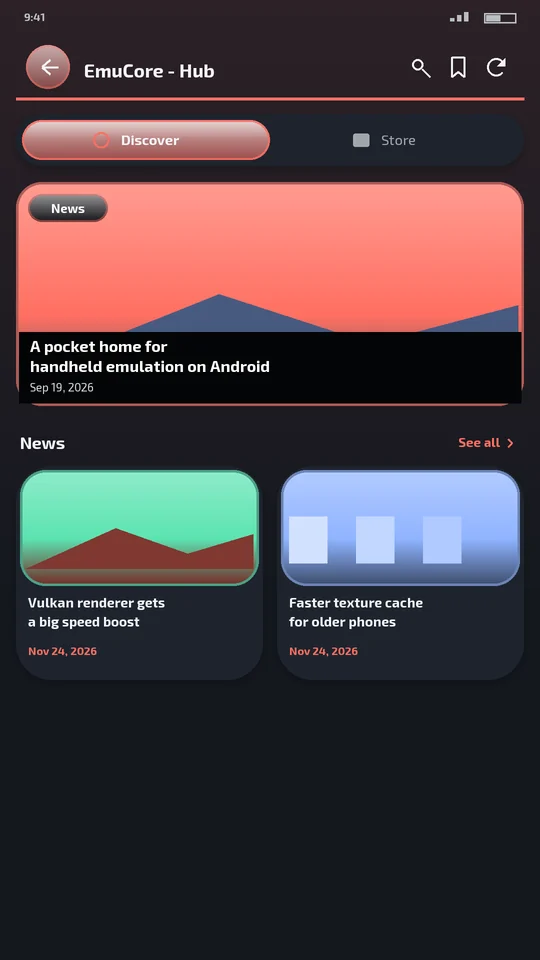 9:41
EmuCore - Hub
Discover
Store
News
A pocket home for
handheld emulation on Android
Sep 19, 2026
News
See all
Vulkan renderer gets
a big speed boost
Nov 24, 2026
Faster texture cache
for older phones
Nov 24, 2026